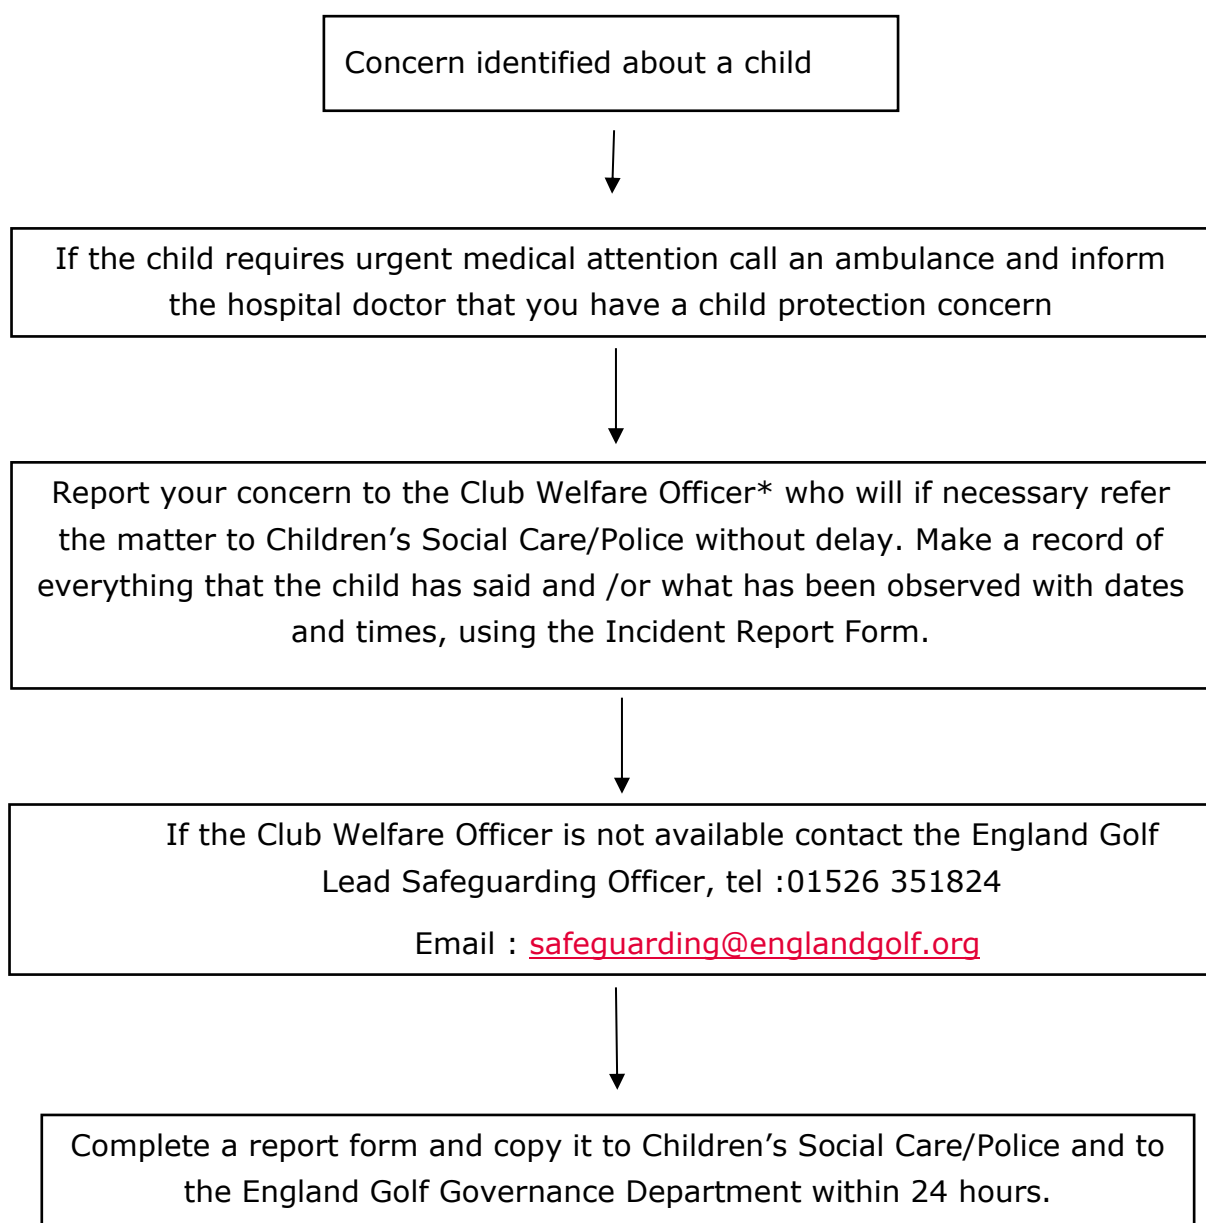 Concern identified about a child
If the child requires urgent medical attention call an ambulance and inform
the hospital doctor that you have a child protection concern
Report your concern to the Club Welfare Officer* who will if necessary refer
the matter to Children’s Social Care/Police without delay. Make a record of
everything that the child has said and /or what has been observed with dates
and times, using the Incident Report Form.
If the Club Welfare Officer is not available contact the England Golf
Lead Safeguarding Officer, tel :01526 351824
Email : safeguarding@englandgolf.org
Complete a report form and copy it to Children’s Social Care/Police and to
the England Golf Governance Department within 24 hours.